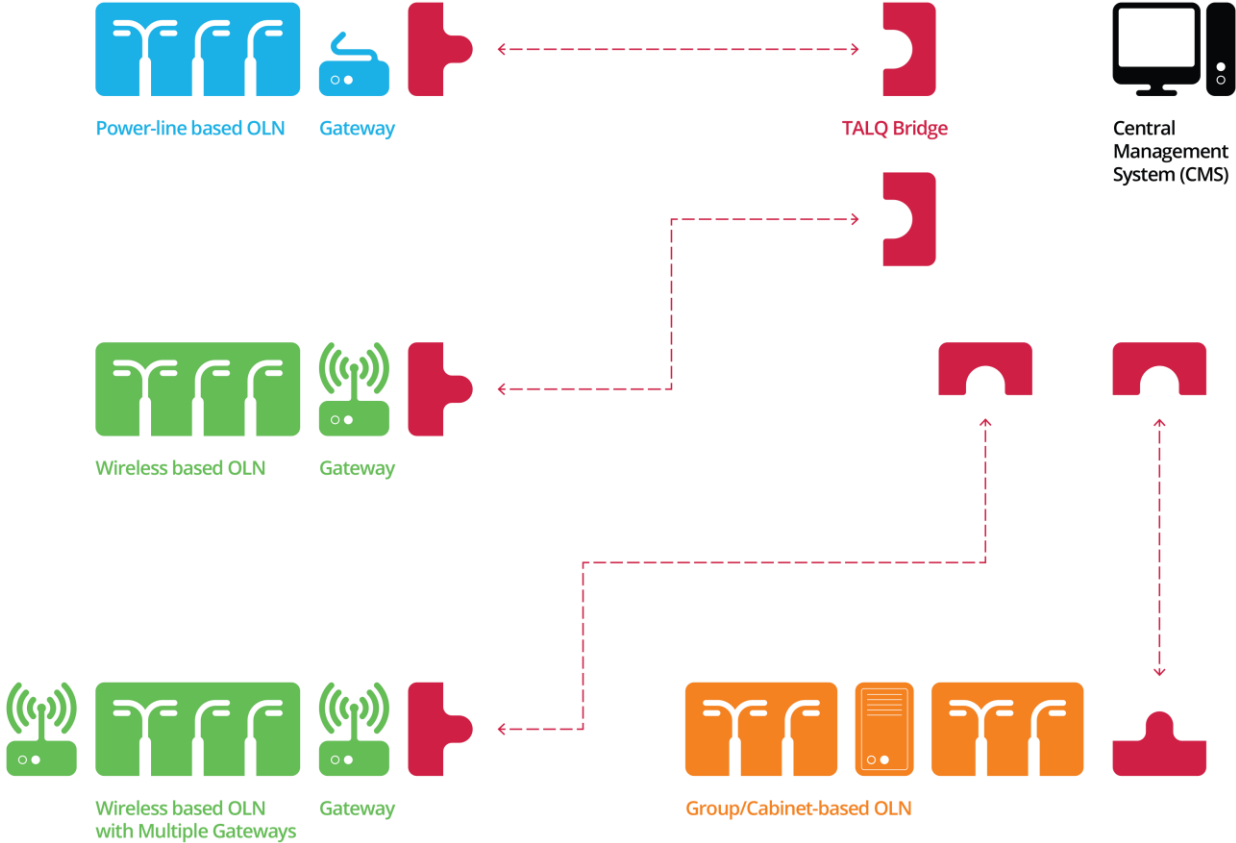 Power-line based OLN
Gateway
TALQ Bridge
Central
Management
System (CMS)
Wireless based OLN
Gateway
Wireless based OLN
with Multiple Gateways
Gateway
Group/Cabinet-based OLN